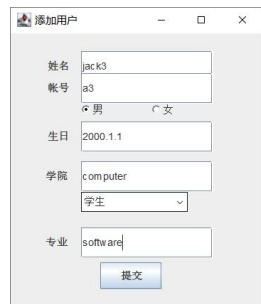 添加用户
姓名 jack3
帐号 a3
男 女
生日 2000.1.1
学院 computer
学生
专业 software
提交